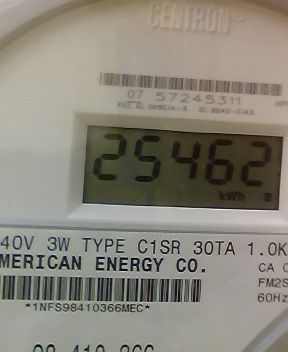 CENTRON®
07 57245311
25462
kWh
40V 3W TYPE C1SR 30TA 1.0K
MERICAN ENERGY CO.
CA 0
FM2S
60Hz
*1NFS98410366MEC*